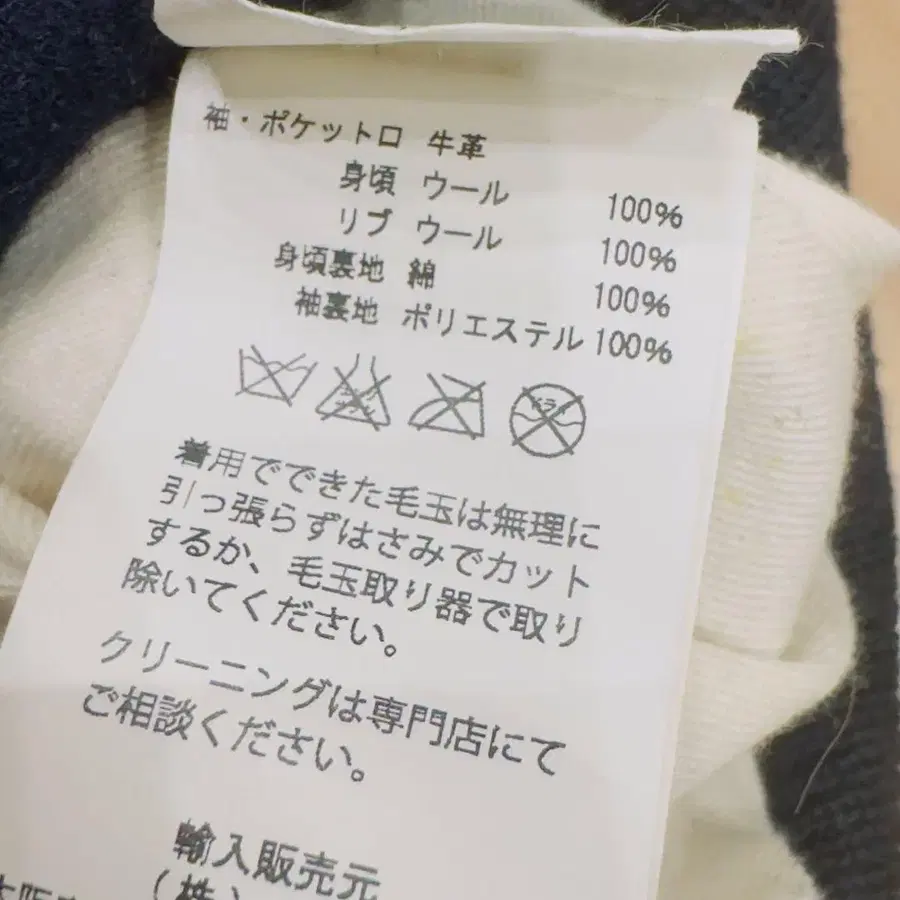 袖・ポケット口 牛革
身頃 ウール 100%
リブ ウール 100%
身頃裏地 綿 100%
袖裏地 ポリエステル 100%
ドライ
着用でできた毛玉は無理に
引っ張らずはさみでカット
するか、毛玉取り器で取り
除いてください。
クリーニングは専門店にて
ご相談ください。
輸入販売元
(株)